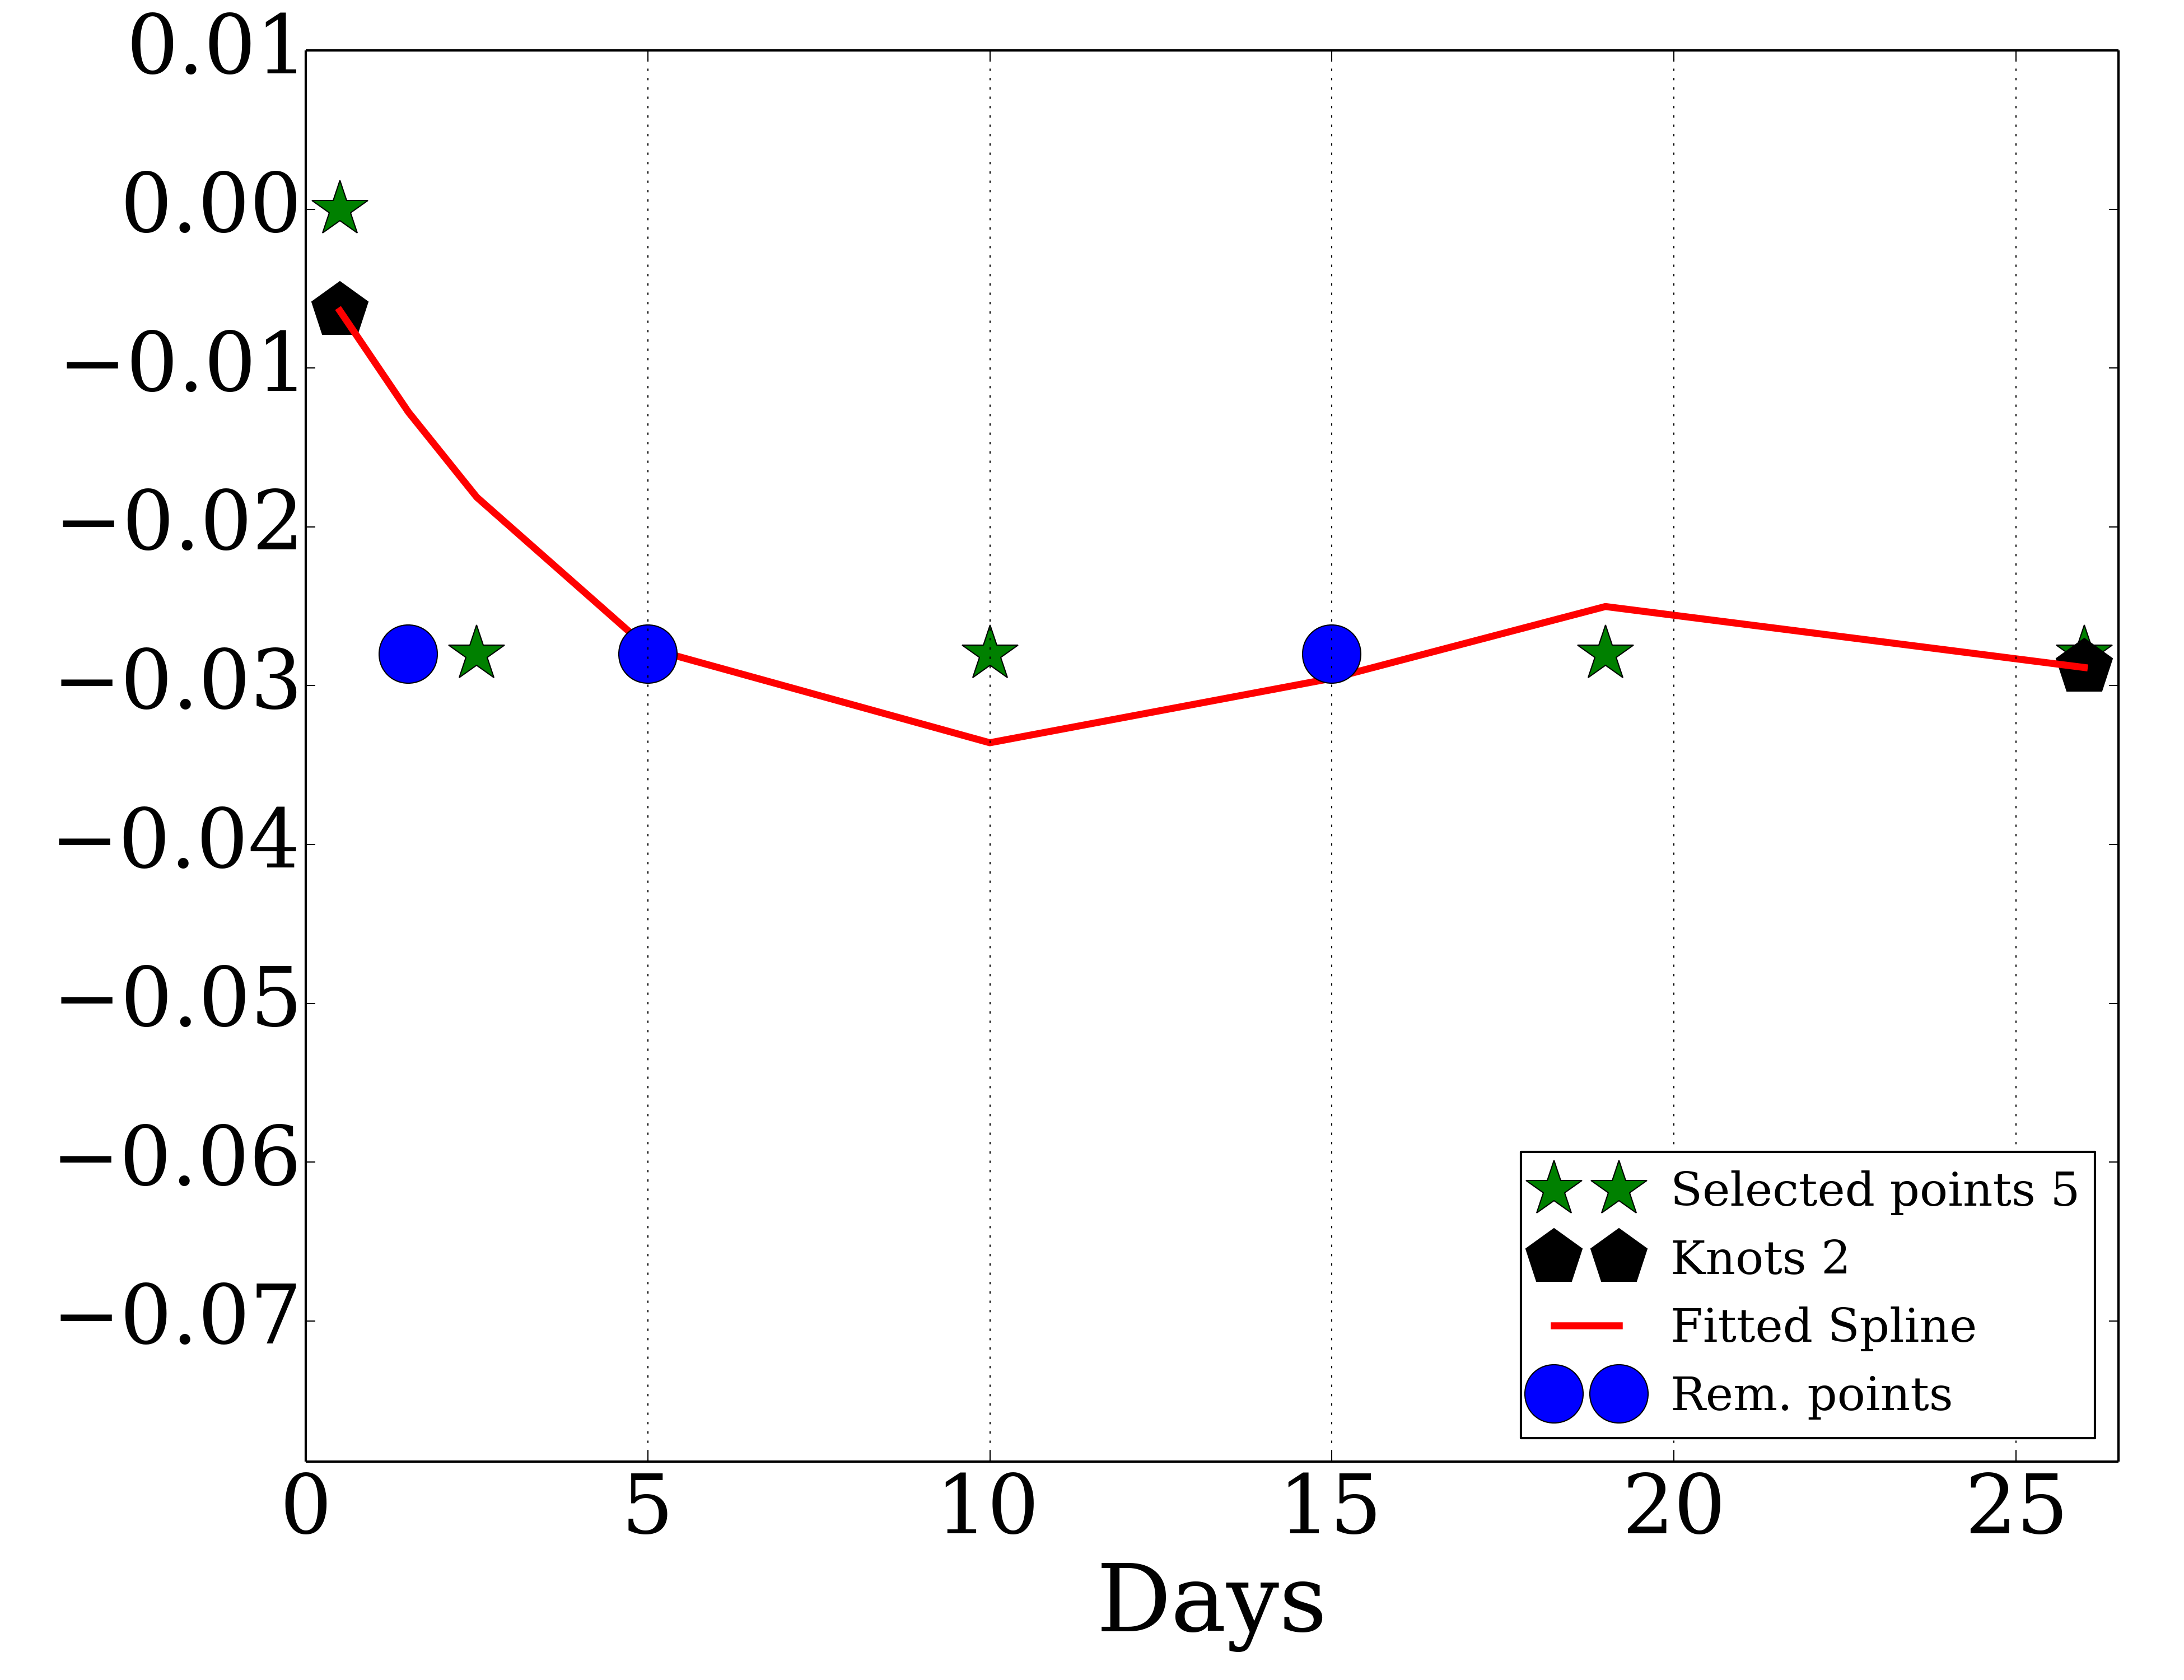 0.01
0.00
−0.01
−0.02
−0.03
−0.04
−0.05
−0.06
−0.07
Selected points 5
Knots 2
Fitted Spline
Rem. points
0 5 10 15 20 25
Days